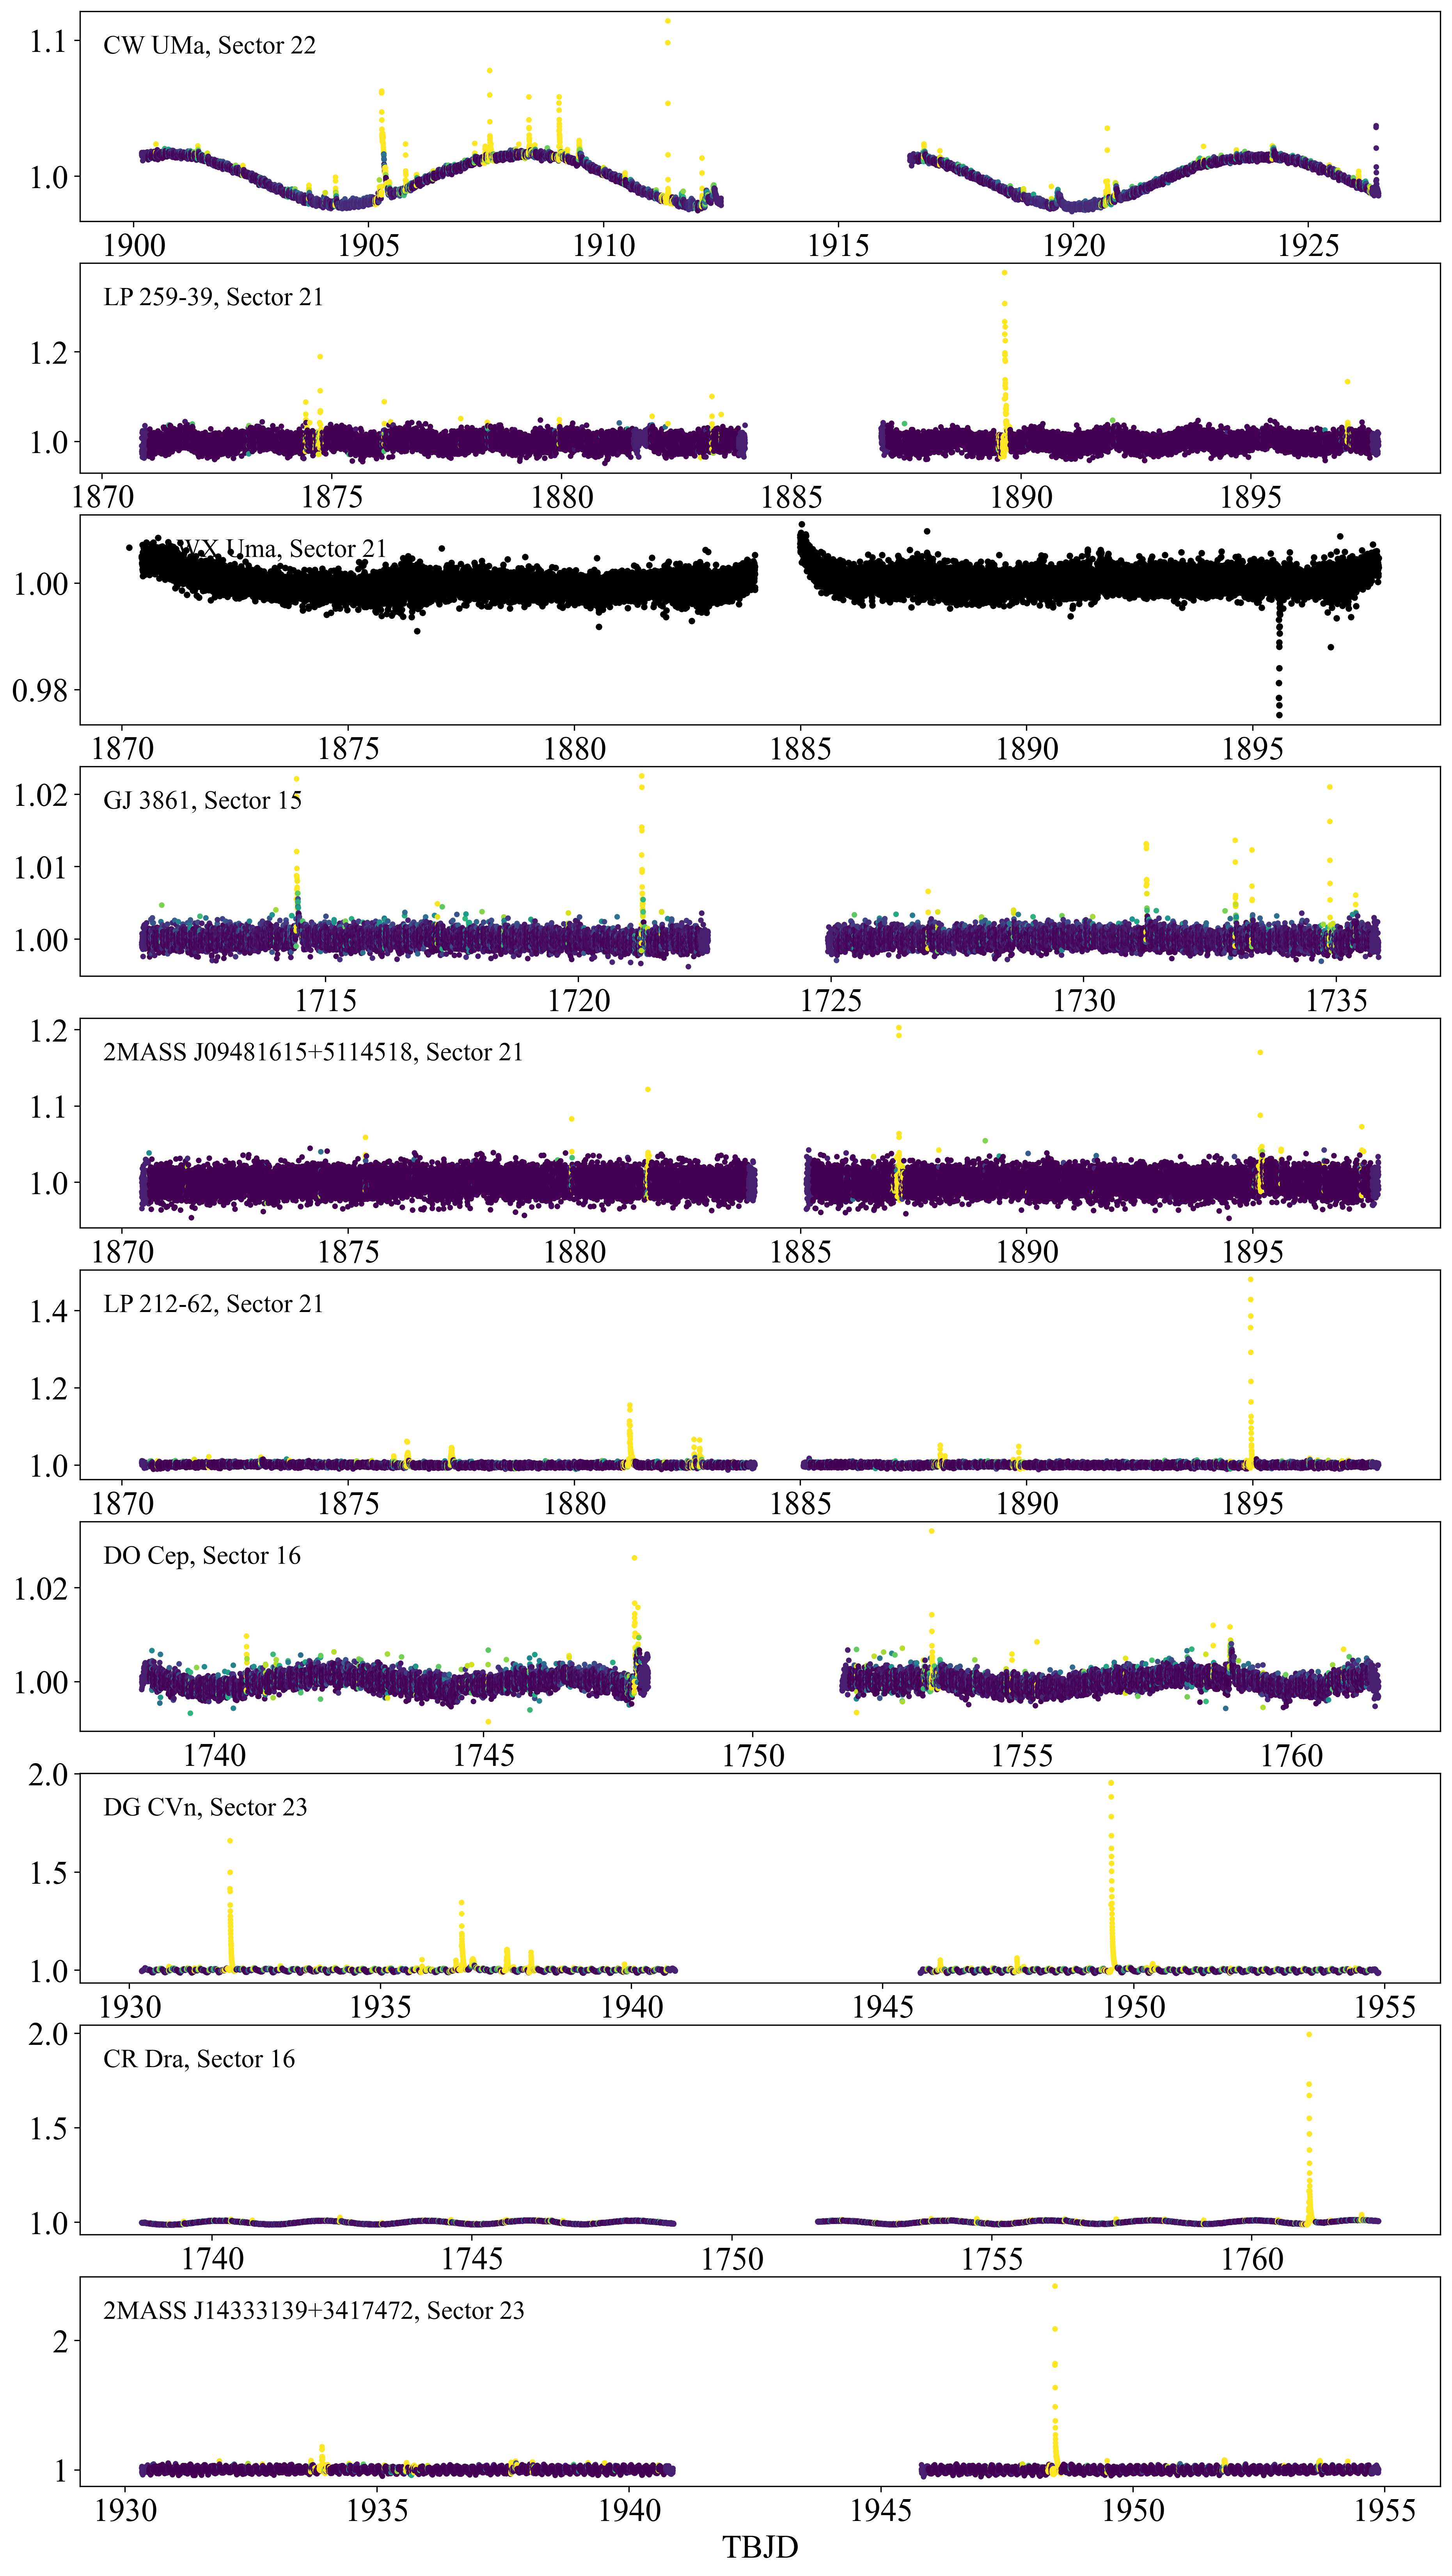 CW UMa, Sector 22
1.1
1.0
1900 1905 1910 1915 1920 1925
LP 259-39, Sector 21
1.2
1.0
1870 1875 1880 1885 1890 1895
WX Uma, Sector 21
1.00
0.98
1870 1875 1880 1885 1890 1895
GJ 3861, Sector 15
1.02
1.01
1.00
1715 1720 1725 1730 1735
2MASS J09481615+5114518, Sector 21
1.2
1.1
1.0
1870 1875 1880 1885 1890 1895
LP 212-62, Sector 21
1.4
1.2
1.0
1870 1875 1880 1885 1890 1895
DO Cep, Sector 16
1.02
1.00
1740 1745 1750 1755 1760
DG CVn, Sector 23
2.0
1.5
1.0
1930 1935 1940 1945 1950 1955
CR Dra, Sector 16
2.0
1.5
1.0
1740 1745 1750 1755 1760
2MASS J14333139+3417472, Sector 23
2
1
1930 1935 1940 1945 1950 1955
TBJD